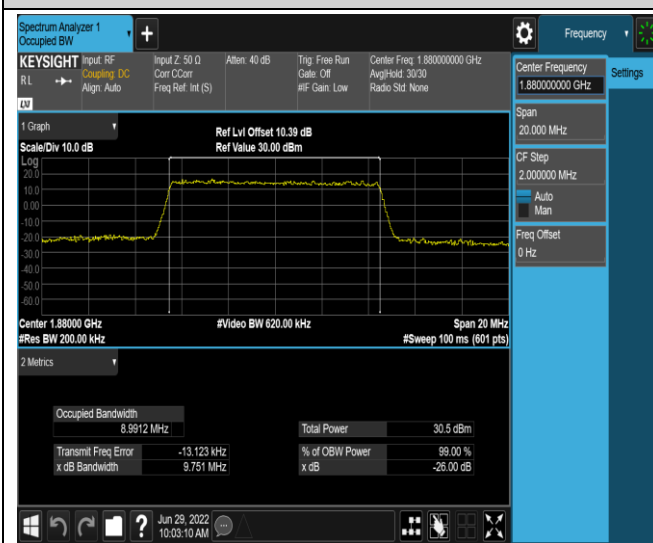 Spectrum Analyzer 1
Occupied BW
+
Frequency
KEYSIGHT
Input: RF
Coupling: DC
Align: Auto
Input Z: 50 Ω
Corr CCorr
Freq Ref: Int (S)
Atten: 40 dB
Trig: Free Run
Gate: Off
#IF Gain: Low
Center Freq: 1.880000000 GHz
Avg|Hold: 30/30
Radio Std: None
R L
LXI
Center Frequency
1.880000000 GHz
Settings
Span
20.000 MHz
CF Step
2.000000 MHz
Auto
Man
Freq Offset
0 Hz
1 Graph
Scale/Div 10.0 dB
Ref Lvl Offset 10.39 dB
Ref Value 30.00 dBm
Log
20.0
10.0
0.00
-10.0
-20.0
-30.0
-40.0
-50.0
-60.0
Center 1.88000 GHz
#Video BW 620.00 kHz
Span 20 MHz
#Res BW 200.00 kHz
#Sweep 100 ms (601 pts)
2 Metrics
Occupied Bandwidth
8.9912 MHz
Total Power 30.5 dBm
Transmit Freq Error -13.123 kHz
% of OBW Power 99.00 %
x dB Bandwidth 9.751 MHz
x dB -26.00 dB
?
Jun 29, 2022
10:03:10 AM